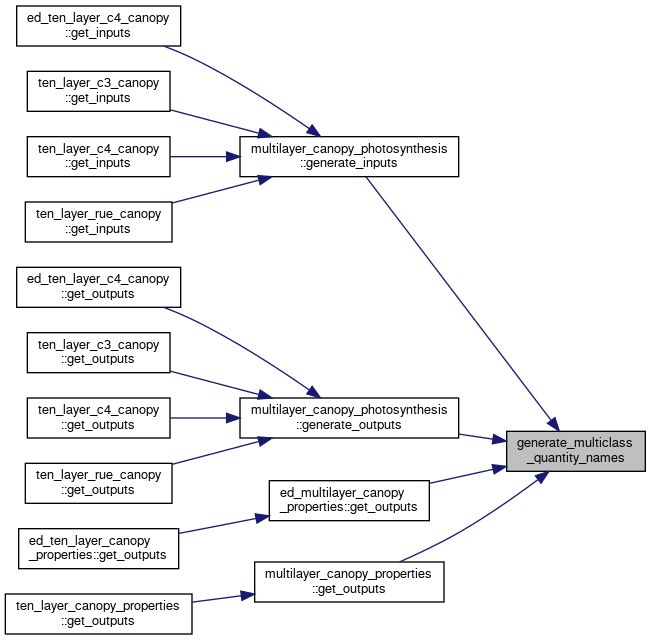 ed_ten_layer_c4_canopy
::get_inputs
ten_layer_c3_canopy
::get_inputs
ten_layer_c4_canopy
::get_inputs
ten_layer_rue_canopy
::get_inputs
multilayer_canopy_photosynthesis
::generate_inputs
ed_ten_layer_c4_canopy
::get_outputs
ten_layer_c3_canopy
::get_outputs
ten_layer_c4_canopy
::get_outputs
ten_layer_rue_canopy
::get_outputs
multilayer_canopy_photosynthesis
::generate_outputs
generate_multiclass
_quantity_names
ed_multilayer_canopy
_properties::get_outputs
ed_ten_layer_canopy
_properties::get_outputs
multilayer_canopy_properties
::get_outputs
ten_layer_canopy_properties
::get_outputs